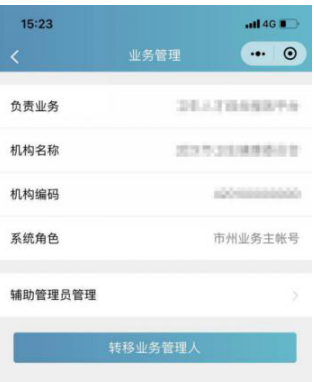 15:23
4G
业务管理
负责业务
机构名称
机构编码
系统角色 市州业务主帐号
辅助管理员管理
转移业务管理人